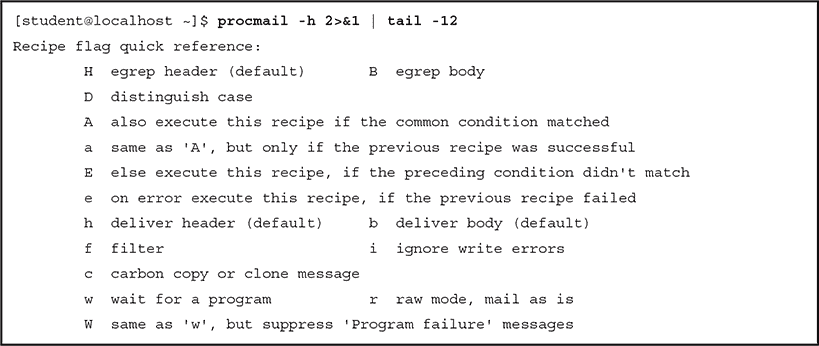 [student@localhost ~]$ procmail -h 2>&1 | tail -12
Recipe flag quick reference:
H egrep header (default) B egrep body
D distinguish case
A also execute this recipe if the common condition matched
a same as 'A', but only if the previous recipe was successful
E else execute this recipe, if the preceding condition didn't match
e on error execute this recipe, if the previous recipe failed
h deliver header (default) b deliver body (default)
f filter i ignore write errors
c carbon copy or clone message
w wait for a program r raw mode, mail as is
W same as 'w', but suppress 'Program failure' messages